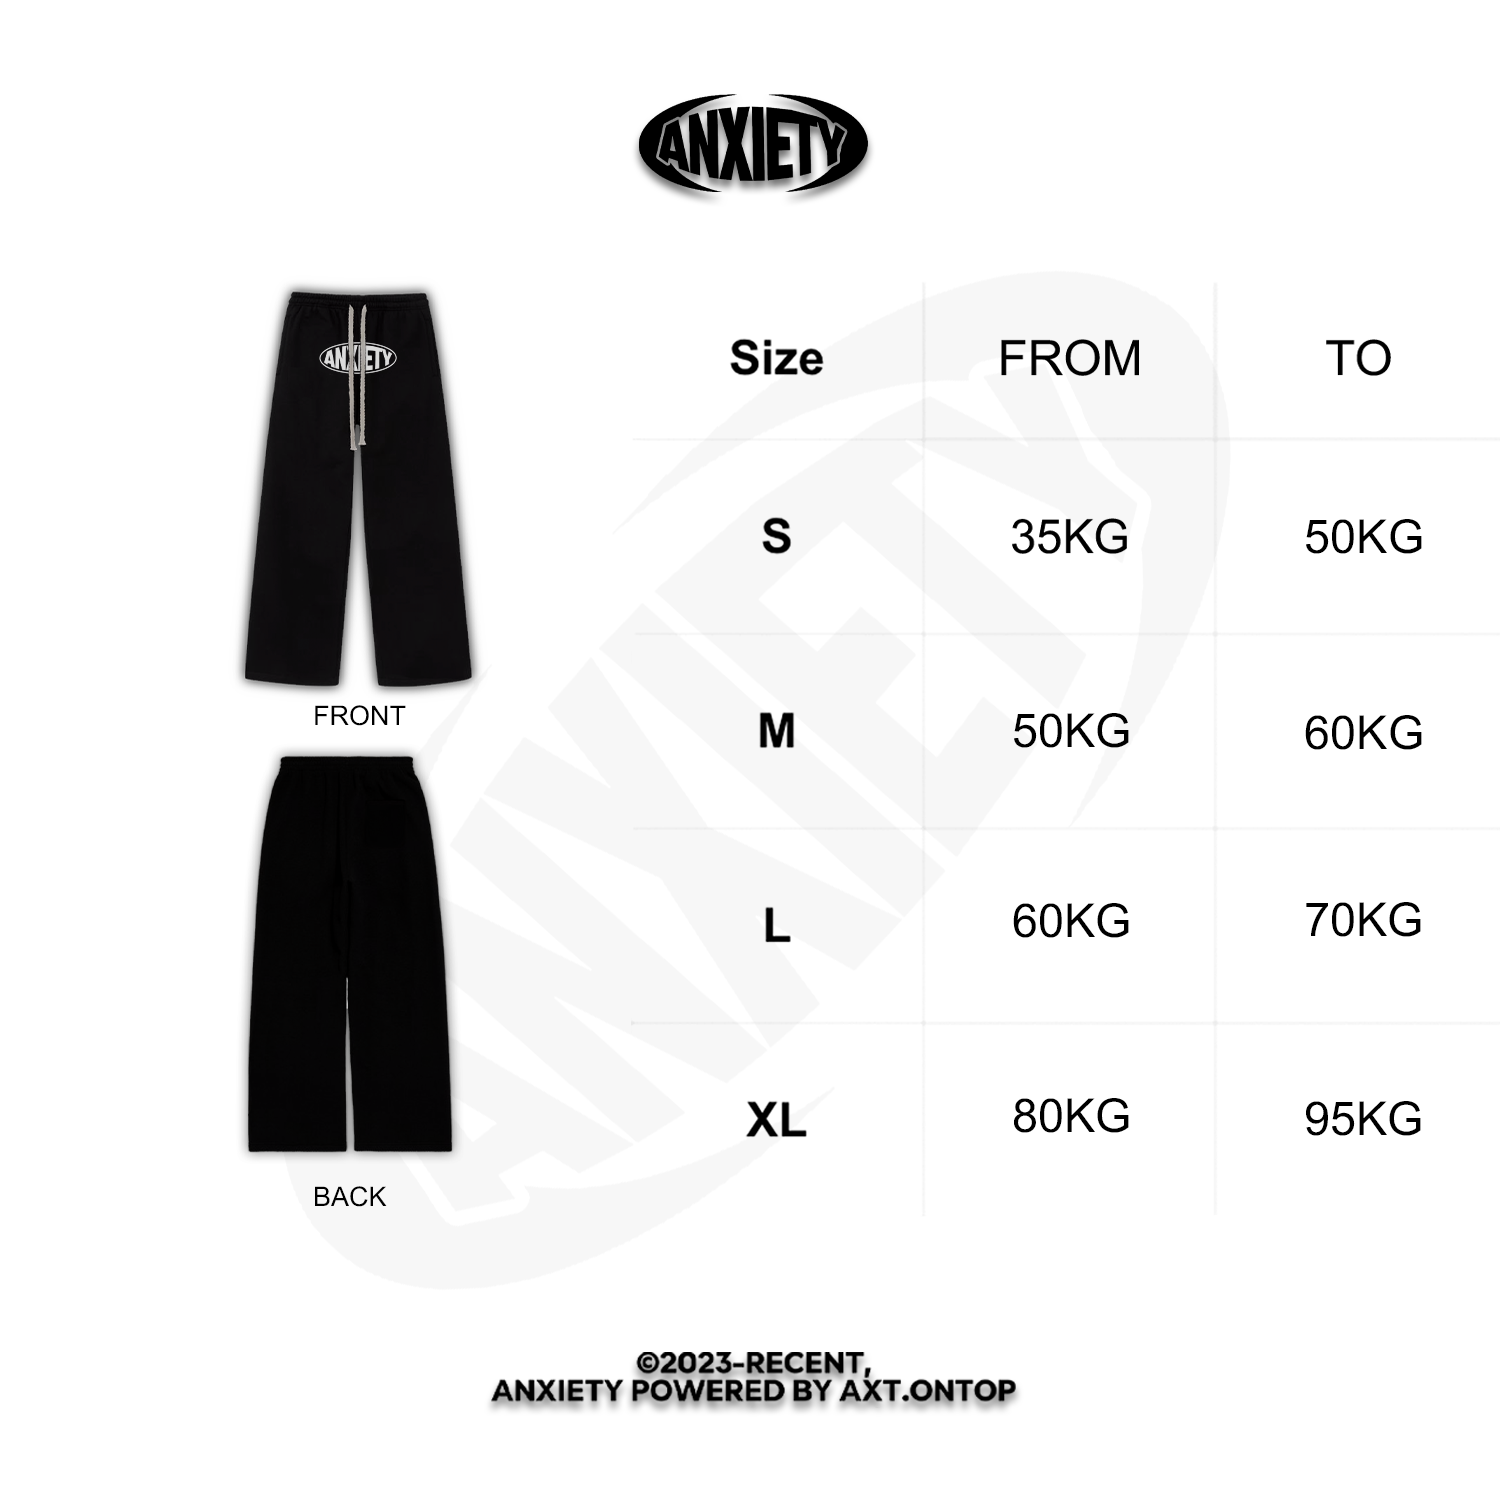 ANXIETY
ANXIETY
FRONT
BACK
Size FROM TO
S 35KG 50KG
M 50KG 60KG
L 60KG 70KG
XL 80KG 95KG
ANXIETY
©2023-RECENT,
ANXIETY POWERED BY AXT.ONTOP